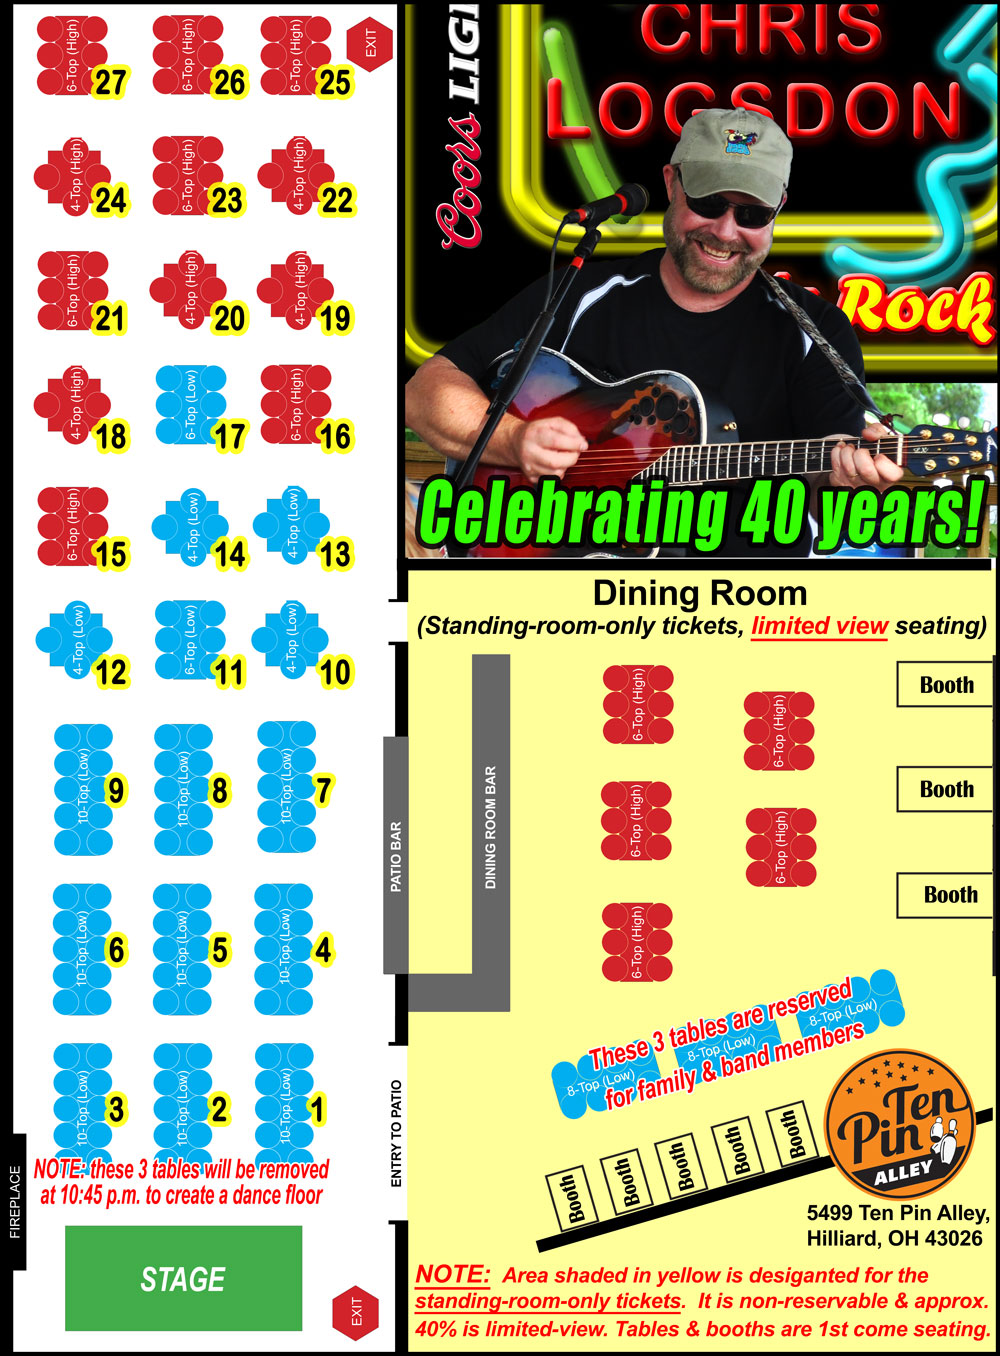 6-Top (High)
27
6-Top (High)
26
6-Top (High)
25
EXIT
4-Top (High)
24
6-Top (High)
23
4-Top (High)
22
6-Top (High)
21
4-Top (High)
20
4-Top (High)
19
4-Top (High)
18
6-Top (Low)
17
6-Top (High)
16
6-Top (High)
15
4-Top (Low)
14
4-Top (Low)
13
4-Top (Low)
12
6-Top (Low)
11
4-Top (Low)
10
10-Top (Low)
9
10-Top (Low)
8
10-Top (Low)
7
10-Top (Low)
6
10-Top (Low)
5
10-Top (Low)
4
10-Top (Low)
3
10-Top (Low)
2
10-Top (Low)
1
NOTE: these 3 tables will be removed
at 10:45 p.m. to create a dance floor
FIREPLACE
STAGE
EXIT
PATIO BAR
ENTRY TO PATIO
Coors LIG
CHRIS
LOGSDON
Rock
Celebrating 40 years!
Dining Room
(Standing-room-only tickets, limited view seating)
DINING ROOM BAR
6-Top (High)
6-Top (High)
6-Top (High)
6-Top (High)
6-Top (High)
Booth
Booth
Booth
8-Top (Low)
8-Top (Low)
8-Top (Low)
These 3 tables are reserved
for family & band members
Booth
Booth
Booth
Booth
Booth
Ten
Pin
ALLEY
5499 Ten Pin Alley,
Hilliard, OH 43026
NOTE: Area shaded in yellow is desiganted for the
standing-room-only tickets. It is non-reservable & approx.
40% is limited-view. Tables & booths are 1st come seating.